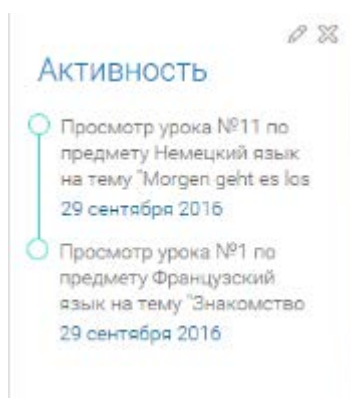 Активность
Просмотр урока №11 по
предмету Немецкий язык
на тему "Morgen geht es los
29 сентября 2016
Просмотр урока №1 по
предмету Французский
язык на тему "Знакомство
29 сентября 2016